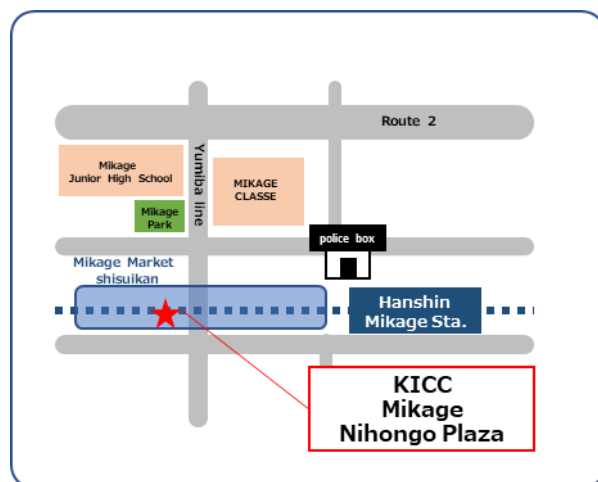 Route 2
Mikage
Junior High School
Yumiba line
MIKAGE
CLASSE
Mikage
Park
police box
Mikage Market
shisuikan
Hanshin
Mikage Sta.
KICC
Mikage
Nihongo Plaza